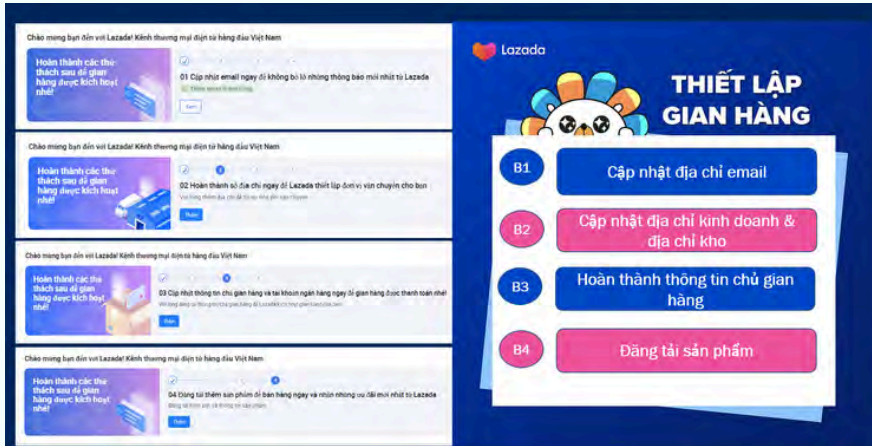 Chào mừng bạn đến với Lazada! Kênh thương mại điện tử hàng đầu Việt Nam
Hoàn thành các thử
thách sau để gian
hàng được kích hoạt
nhé!
01 Cập nhật email ngay để không bỏ lỡ những thông báo mới nhất từ Lazada
Chào mừng bạn đến với Lazada! Kênh thương mại điện tử hàng đầu Việt Nam
Hoàn thành các thử
thách sau để gian
hàng được kích hoạt
nhé!
2
02 Hoàn thành sổ địa chỉ ngay để Lazada thiết lập đơn vị vận chuyển cho bạn
Thêm
Chào mừng bạn đến với Lazada! Kênh thương mại điện tử hàng đầu Việt Nam
Hoàn thành các thử
thách sau để gian
hàng được kích hoạt
nhé!
3
03 Cập nhật thông tin chủ gian hàng và tài khoản ngân hàng ngay để gian hàng được thanh toán nhé!
Thêm
Chào mừng bạn đến với Lazada! Kênh thương mại điện tử hàng đầu Việt Nam
Hoàn thành các thử
thách sau để gian
hàng được kích hoạt
nhé!
4
04 Đăng tải thêm sản phẩm để bán hàng ngay và nhận những ưu đãi mới nhất từ Lazada
Thêm
Lazada
THIẾT LẬP
GIAN HÀNG
B1
Cập nhật địa chỉ email
B2
Cập nhật địa chỉ kinh doanh &
địa chỉ kho
B3
Hoàn thành thông tin chủ gian
hàng
B4
Đăng tải sản phẩm